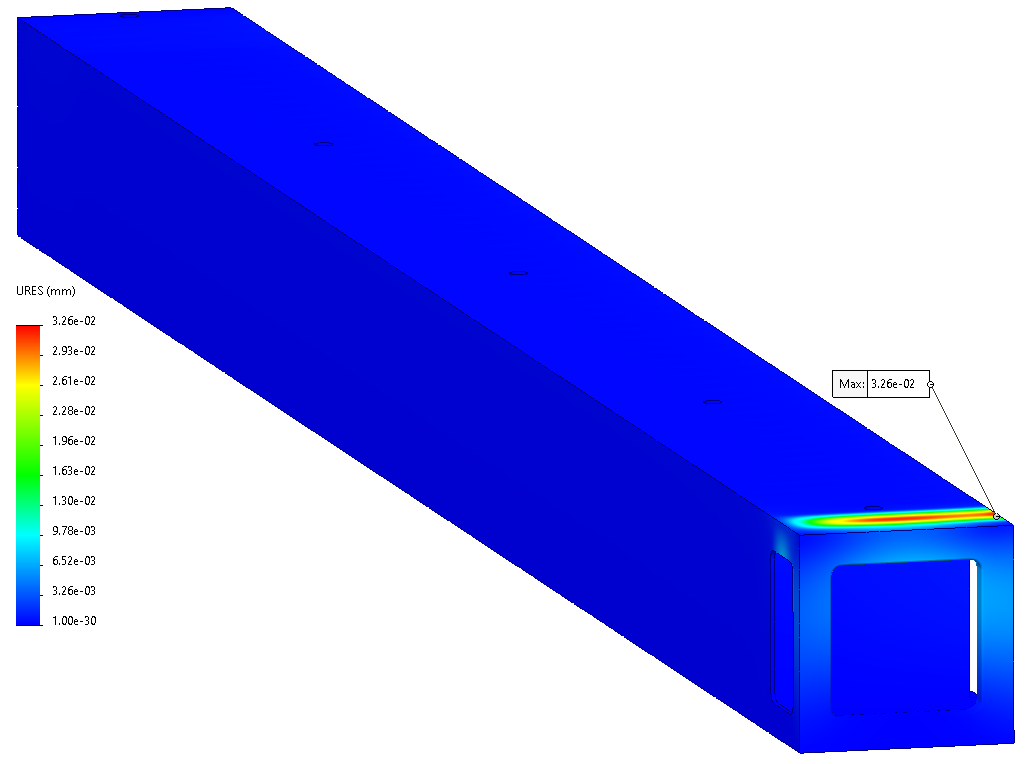 URES (mm)
3.26e-02
2.93e-02
2.61e-02
2.28e-02
1.96e-02
1.63e-02
1.30e-02
9.78e-03
6.52e-03
3.26e-03
1.00e-30
Max: 3.26e-02